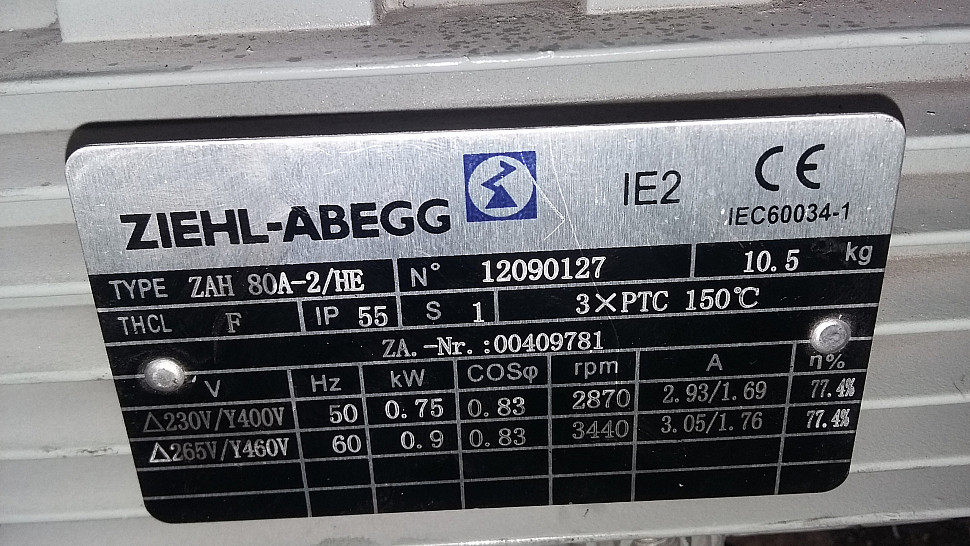 ZIEHL-ABEGG IE2 CE
IEC60034-1
TYPE ZAH 80A-2/HE N° 12090127 10.5 kg
THCL F IP 55 S 1 3×PTC 150℃
ZA.-Nr.:00409781
V Hz kW COSφ rpm A η%
△230V/Y400V 50 0.75 0.83 2870 2.93/1.69 77.4%
△265V/Y460V 60 0.9 0.83 3440 3.05/1.76 77.4%